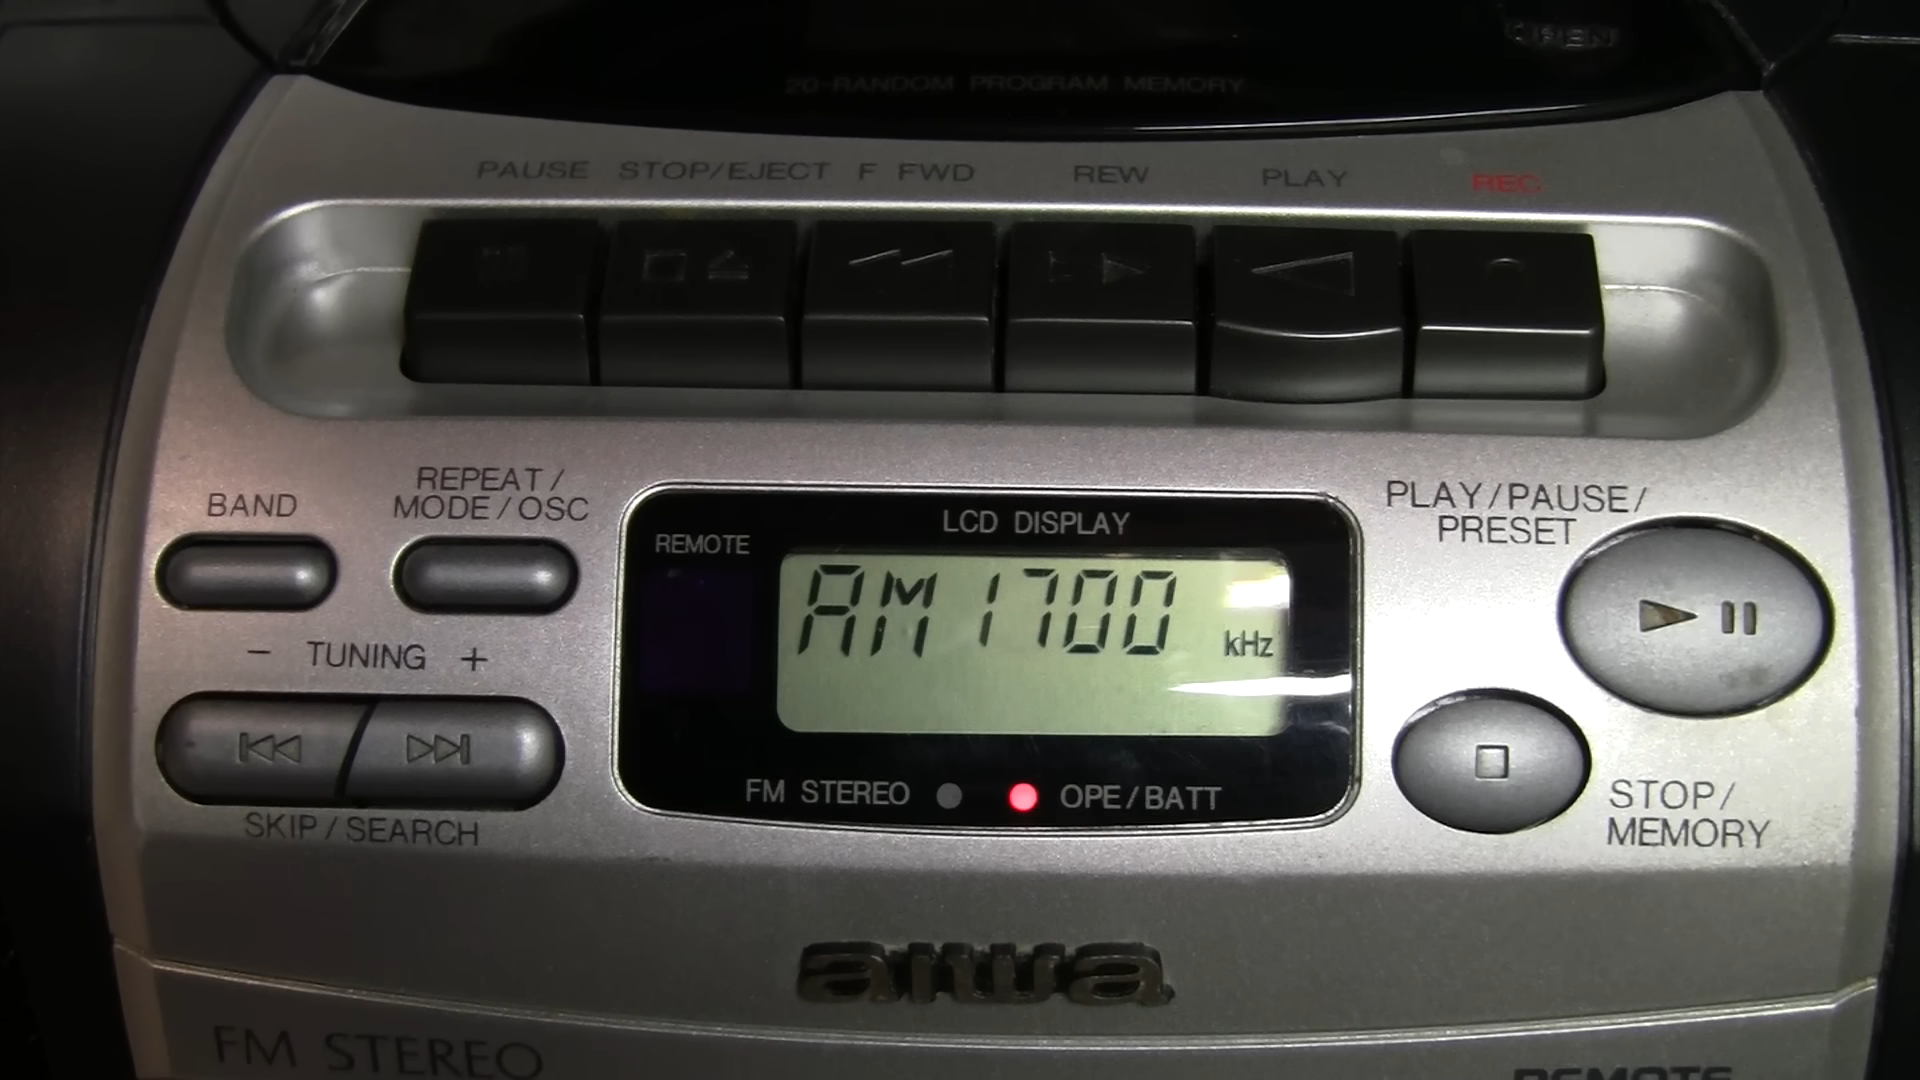 OPEN
20-RANDOM PROGRAM MEMORY
PAUSE STOP/EJECT F FWD REW PLAY REC
BAND
REPEAT/
MODE/OSC
- TUNING +
SKIP/SEARCH
LCD DISPLAY
REMOTE
AM 1700 kHz
FM STEREO OPE/BATT
PLAY/PAUSE/
PRESET
STOP/
MEMORY
aiwa
FM STEREO
REMOTE